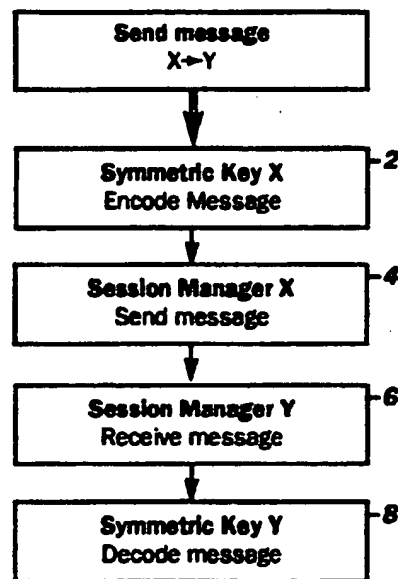 Send message
X→Y
Symmetric Key X
Encode Message
2
Session Manager X
Send message
4
Session Manager Y
Receive message
6
Symmetric Key Y
Decode message
8